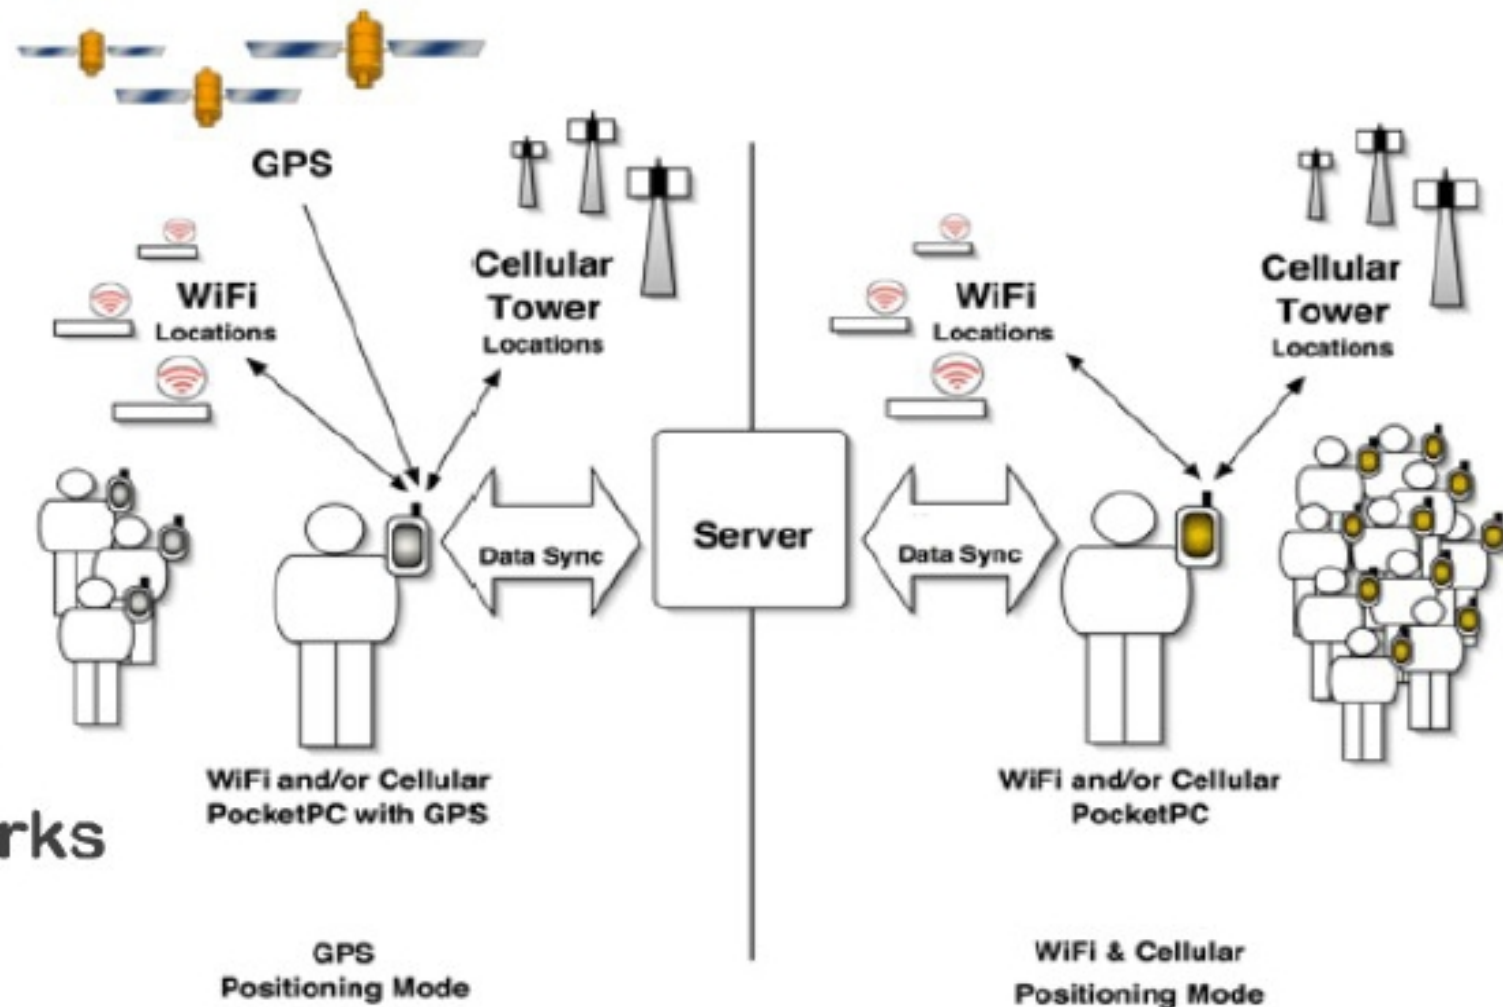 GPS
WiFi
Locations
Cellular
Tower
Locations
Data Sync
WiFi and/or Cellular
PocketPC with GPS
rks
GPS
Positioning Mode
Server
WiFi
Locations
Cellular
Tower
Locations
Data Sync
WiFi and/or Cellular
PocketPC
WiFi & Cellular
Positioning Mode